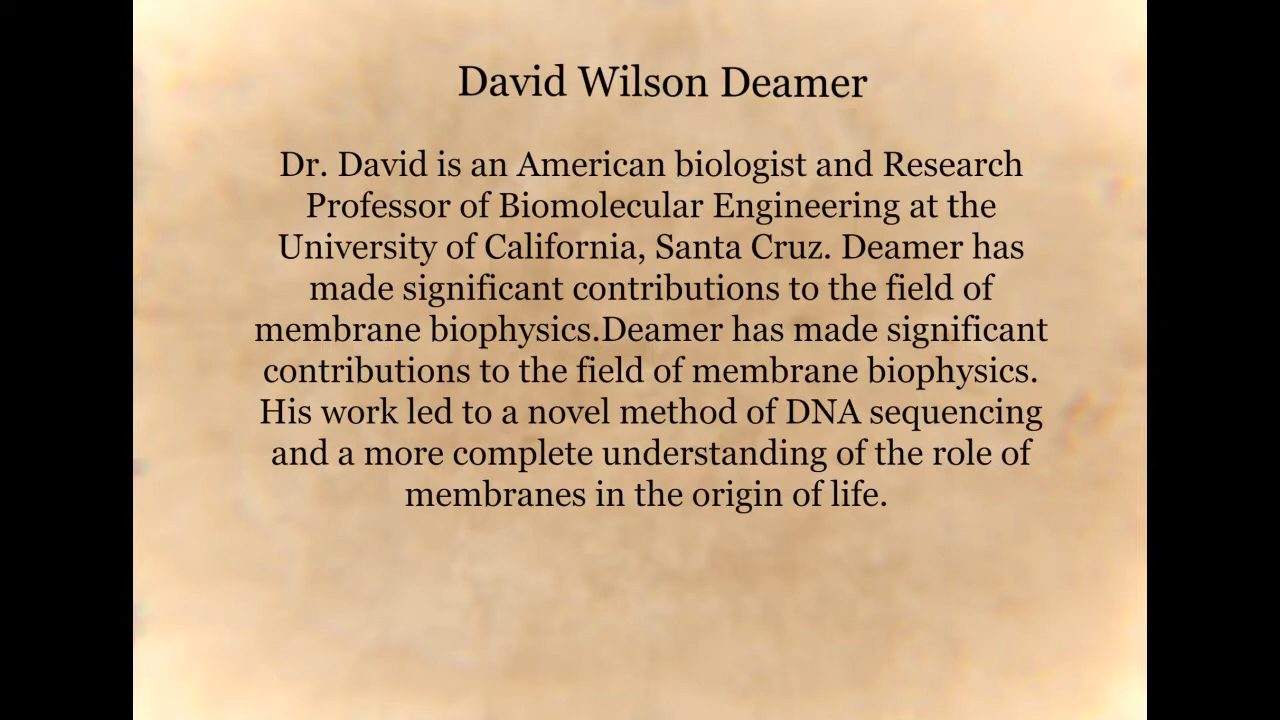 David Wilson Deamer
Dr. David is an American biologist and Research
Professor of Biomolecular Engineering at the
University of California, Santa Cruz. Deamer has
made significant contributions to the field of
membrane biophysics.Deamer has made significant
contributions to the field of membrane biophysics.
His work led to a novel method of DNA sequencing
and a more complete understanding of the role of
membranes in the origin of life.